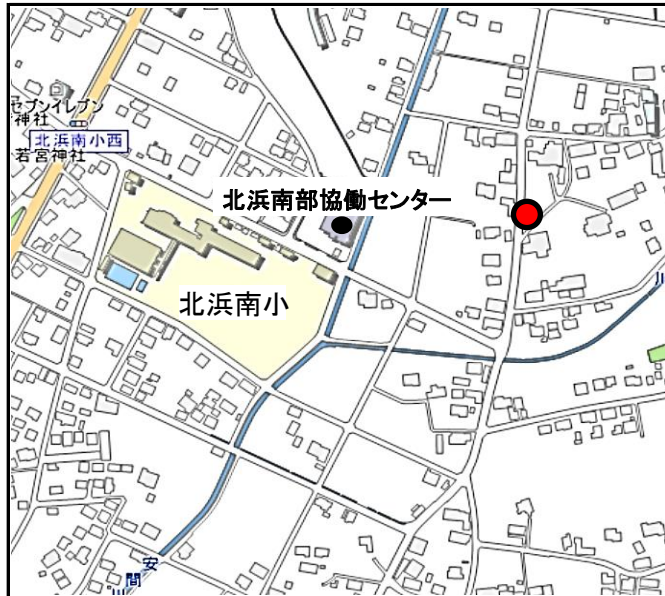 セブンイレブン
神社
北浜南小西
若宮神社
北浜南部協働センター
北浜南小
川
安
間
川